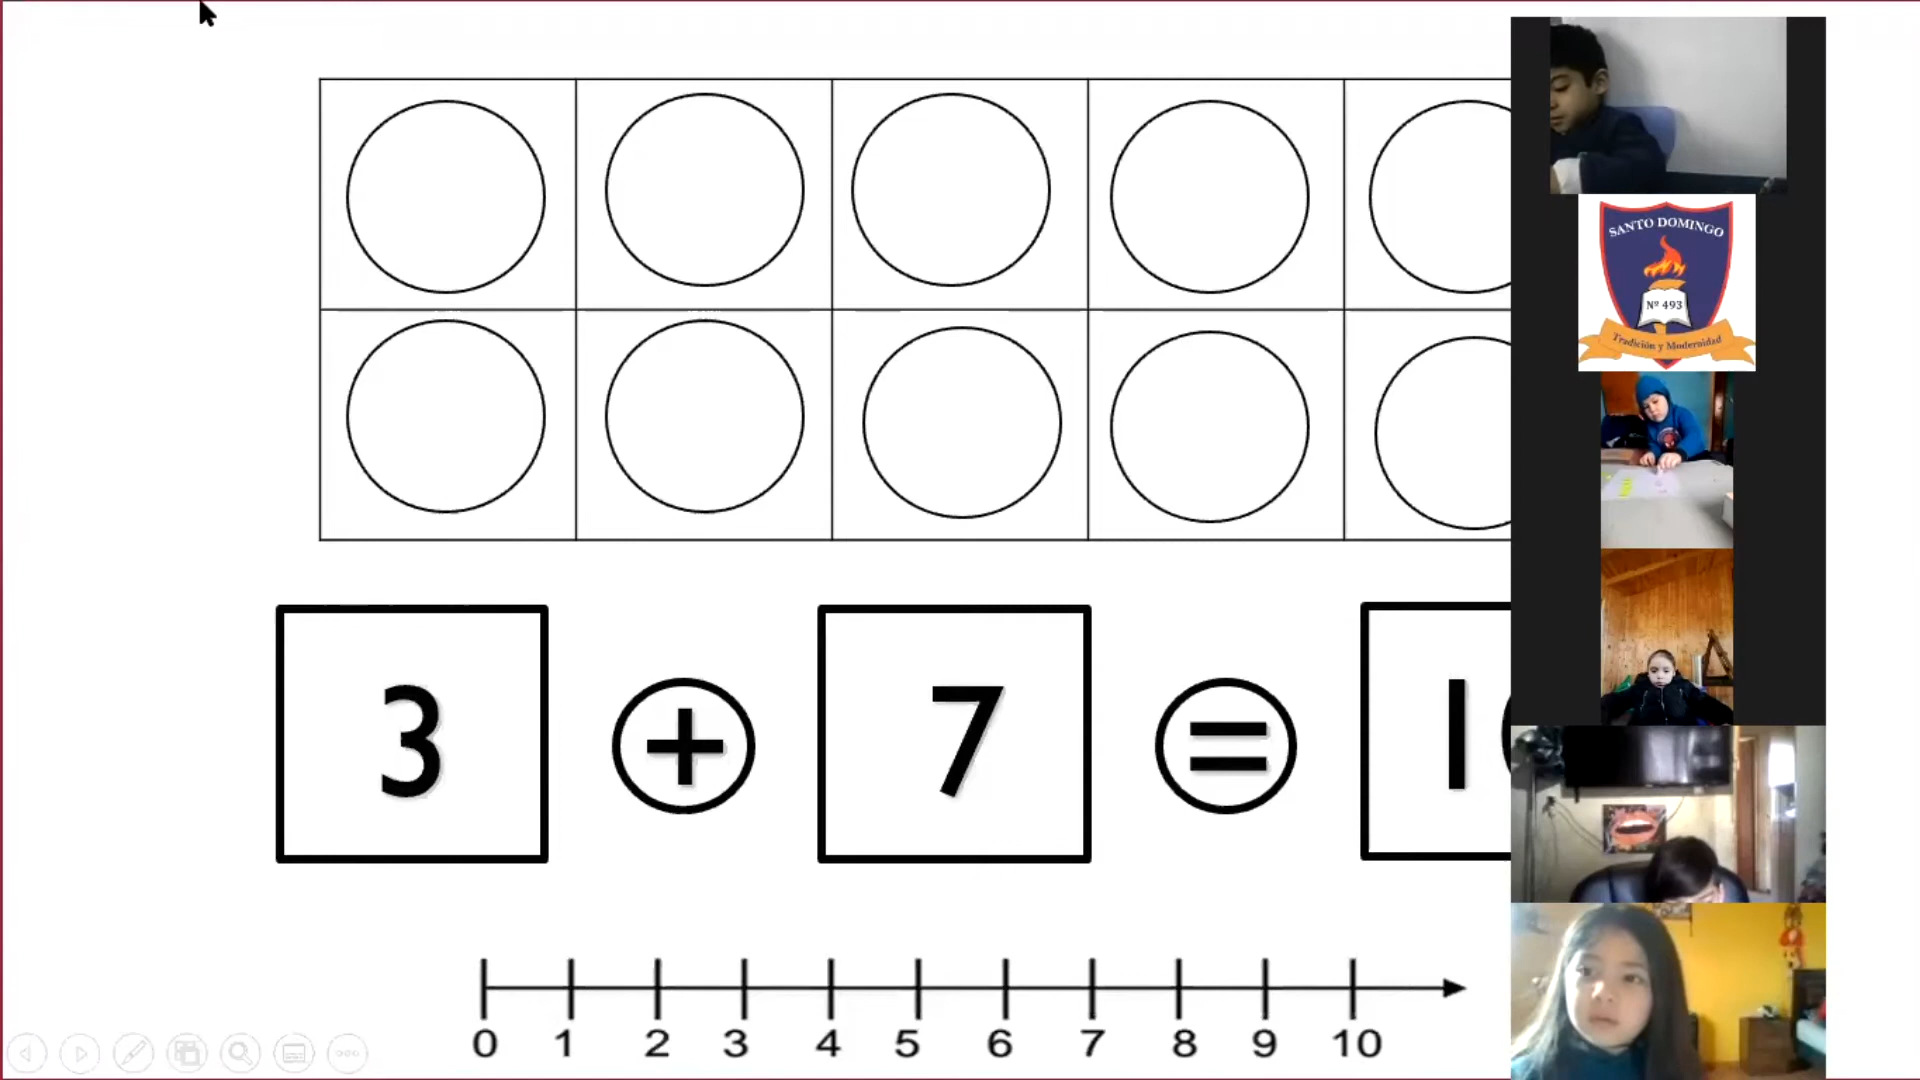 3 + 7 = 10
0 1 2 3 4 5 6 7 8 9 10
SANTO DOMINGO
Nº 493
Tradición y Modernidad